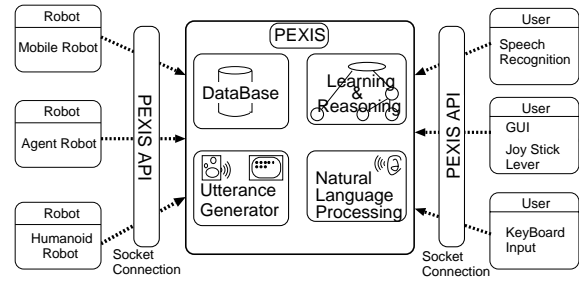 Robot
Mobile Robot
Robot
Agent Robot
Robot
Humanoid
Robot
PEXIS API
Socket
Connection
PEXIS
DataBase
Learning
&
Reasoning
Utterance
Generator
Natural
Language
Processing
PEXIS API
Socket
Connection
User
Speech
Recognition
User
GUI
Joy Stick
Lever
User
KeyBoard
Input